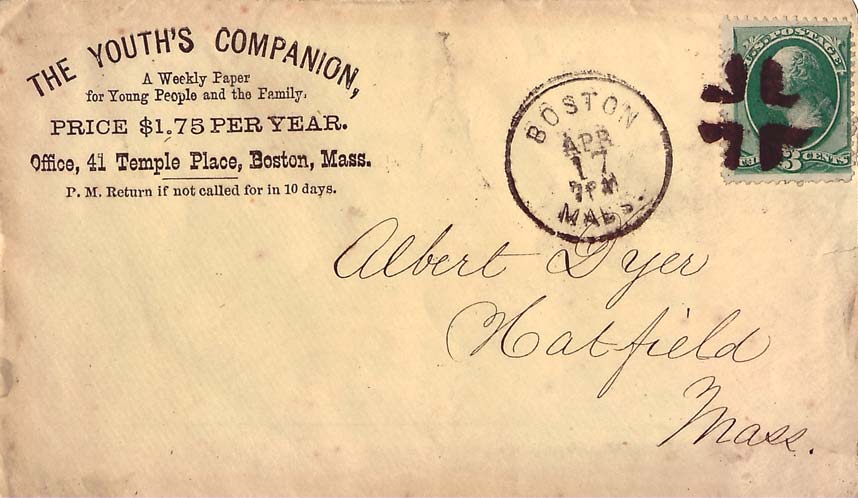 THE YOUTH'S COMPANION,
A Weekly Paper
for Young People and the Family.
PRICE $1.75 PER YEAR.
Office, 41 Temple Place, Boston, Mass.
P. M. Return if not called for in 10 days.
BOSTON
APR
17
7PM
MASS.
U.S. POSTAGE
3 CENTS
Albert Dyer
Hatfield
Mass.